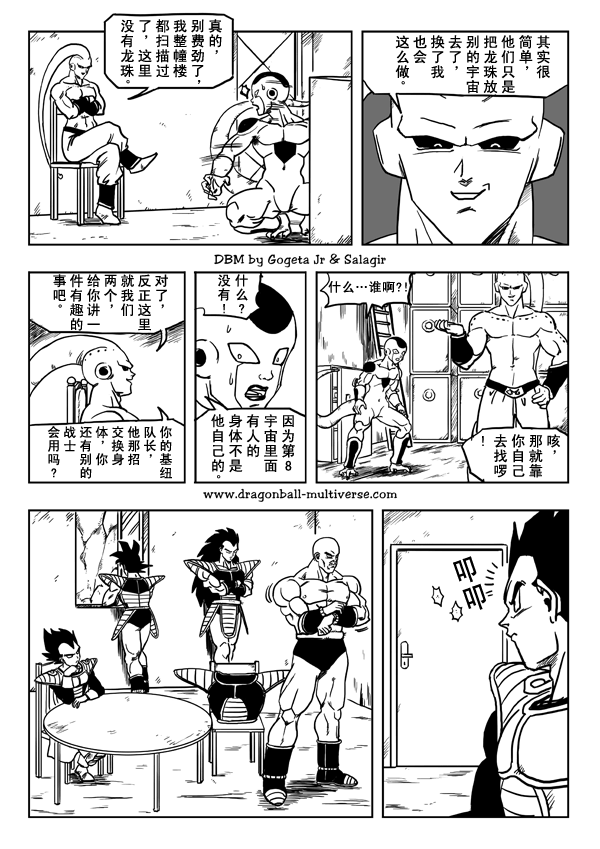 真的，
别费劲了，
我整幢楼
都扫描过
了，这里
没有龙珠。
其实很
简单，
他们只是
把龙珠放
别的宇宙
去了，
换了我
也会
这么做。
DBM by Gogeta Jr & Salagir
对了，
反正这里
就我们
两个，
给你讲一
件有趣的
事吧。
你的基纽
队长，
他那招
交换身
体，你
还有别的
战士
会用吗？
什么？
没有！
因为第8
宇宙里面
有人的
身体不是
他自己的。
什么…谁啊？！
咳，
那就靠
你自己
去找啰
！
www.dragonball-multiverse.com
叩
叩